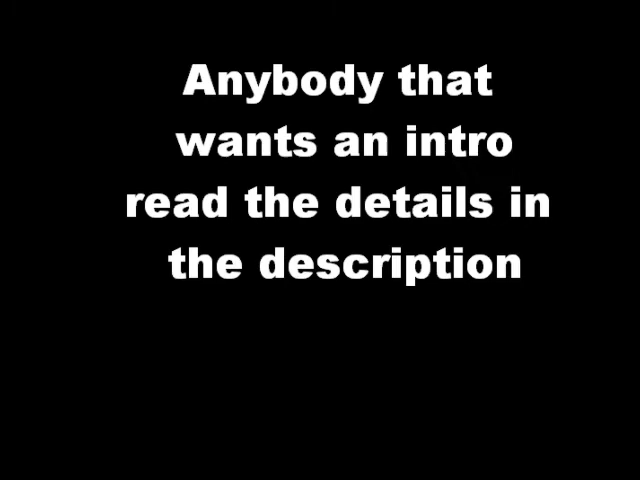 Anybody that
wants an intro
read the details in
the description